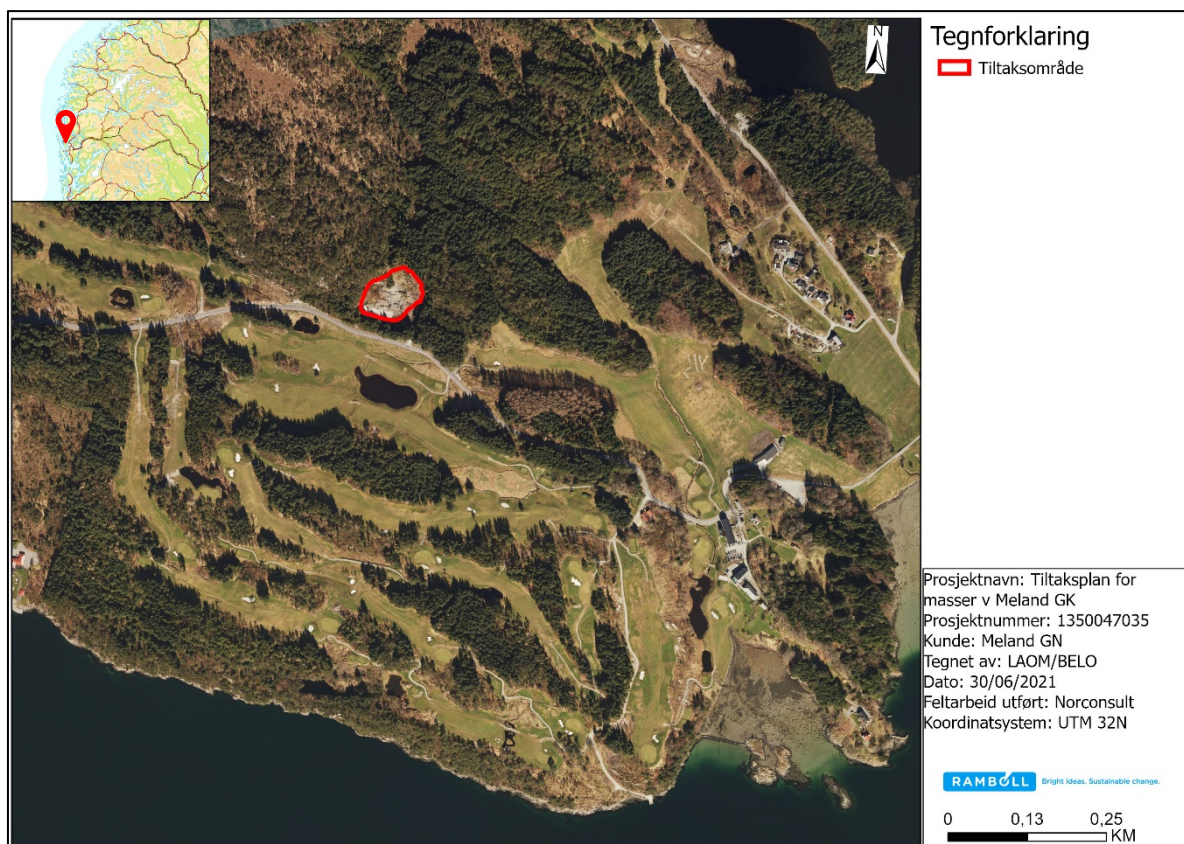 N
Tegnforklaring
Tiltaksområde
Prosjektnavn: Tiltaksplan for
masser v Meland GK
Prosjektnummer: 1350047035
Kunde: Meland GN
Tegnet av: LAOM/BELO
Dato: 30/06/2021
Feltarbeid utført: Norconsult
Koordinatsystem: UTM 32N
RAMBOLL Bright ideas. Sustainable change.
0 0,13 0,25
KM